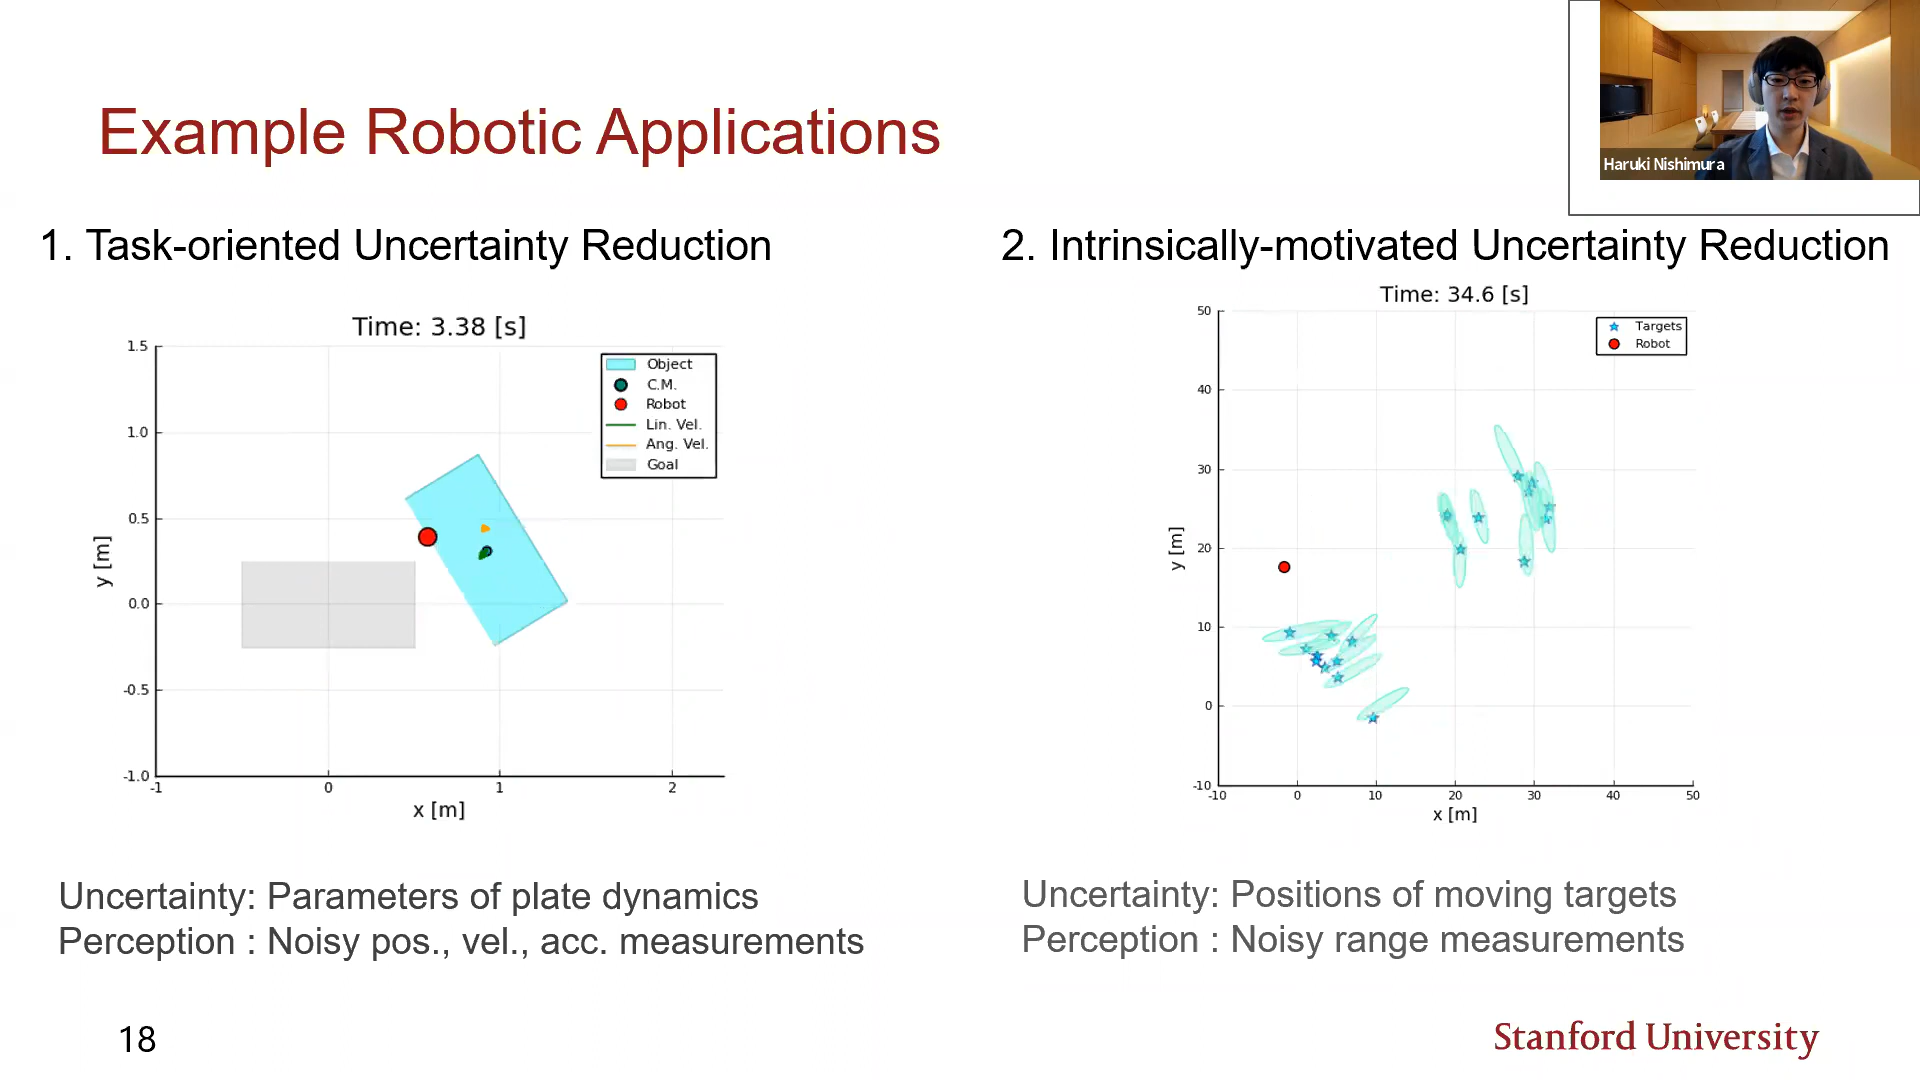 Example Robotic Applications
Haruki Nishimura
1. Task-oriented Uncertainty Reduction
Time: 3.38 [s]
1.5
1.0
0.5
0.0
-0.5
-1.0
-1
0
1
2
y [m]
x [m]
Object
C.M.
Robot
Lin. Vel.
Ang. Vel.
Goal
Uncertainty: Parameters of plate dynamics
Perception : Noisy pos., vel., acc. measurements
2. Intrinsically-motivated Uncertainty Reduction
Time: 34.6 [s]
50
40
30
20
10
0
-10
-10
0
10
20
30
40
50
y [m]
x [m]
Targets
Robot
Uncertainty: Positions of moving targets
Perception : Noisy range measurements
18
Stanford University